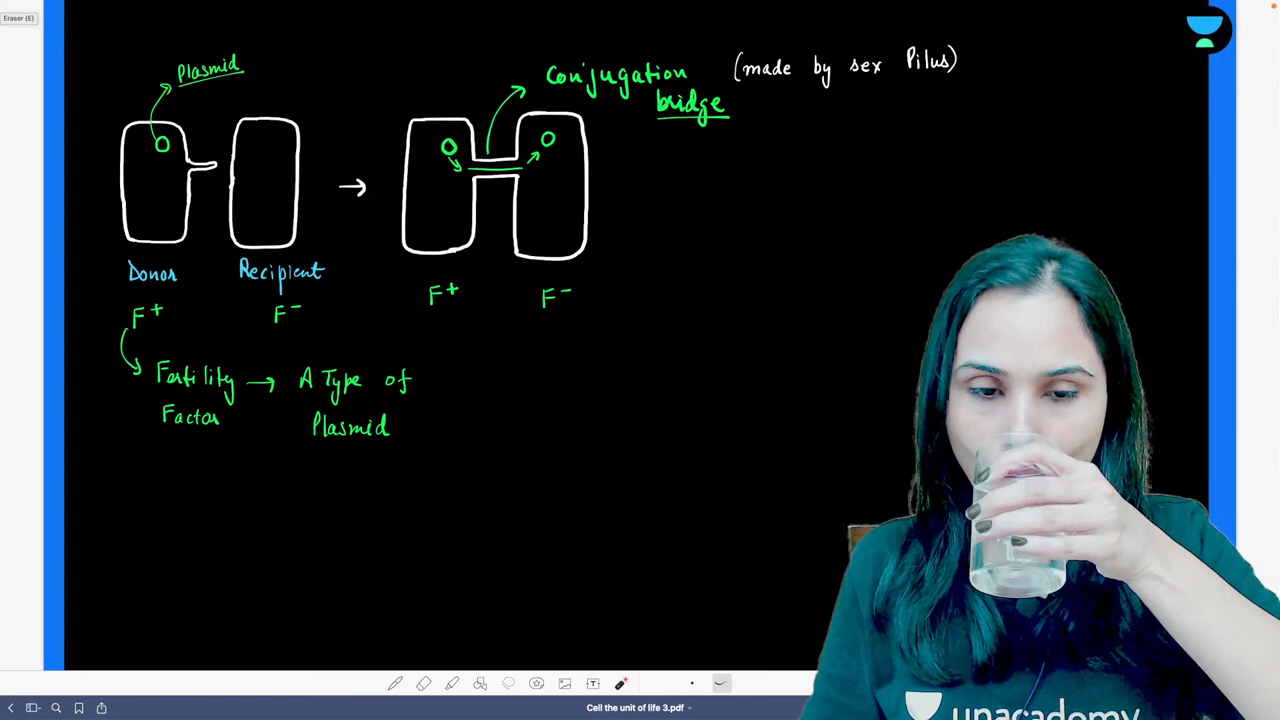 Eraser (E)
Plasmid
Conjugation
bridge
(made by sex Pilus)
Donor
Recipient
F+
F-
F+
F-
Fertility → A Type of
Factor
Plasmid
unacademy
Cell the unit of life 3.pdf